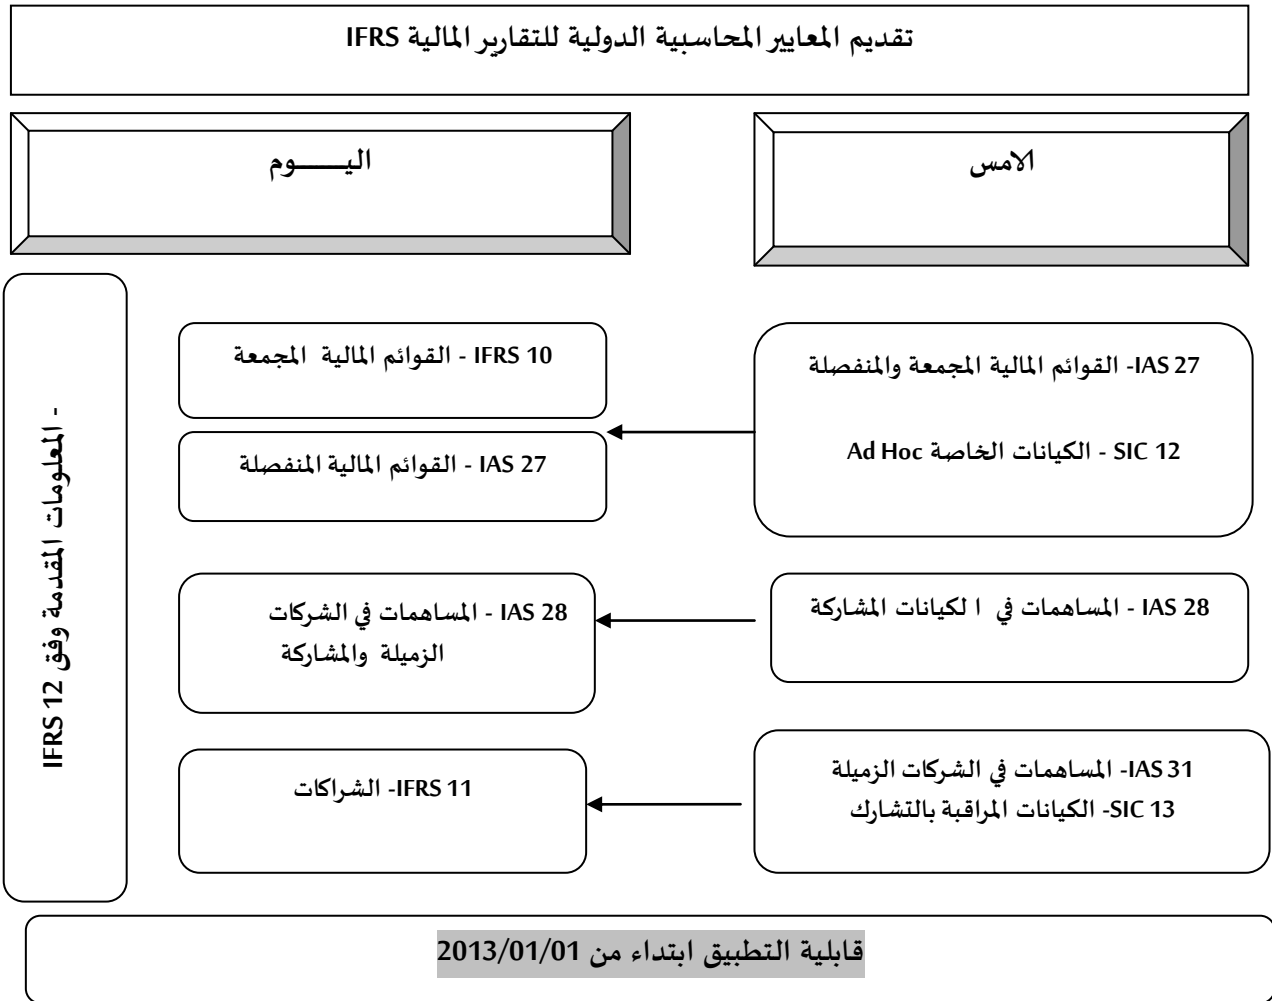 تقديم المعايير المحاسبية الدولية للتقارير المالية IFRS
الامس
اليـــــوم
IAS 27- القوائم المالية المجمعة والمنفصلة
SIC 12 - الكيانات الخاصة Ad Hoc
IFRS 10 - القوائم المالية المجمعة
IAS 27 - القوائم المالية المنفصلة
IAS 28 - المساهمات في ا لكيانات المشاركة
IAS 28 - المساهمات في الشركات
الزميلة والمشاركة
IAS 31- المساهمات في الشركات الزميلة
SIC 13- الكيانات المراقبة بالتشارك
IFRS 11- الشراكات
- المعلومات المقدمة وفق IFRS 12
قابلية التطبيق ابتداء من 2013/01/01